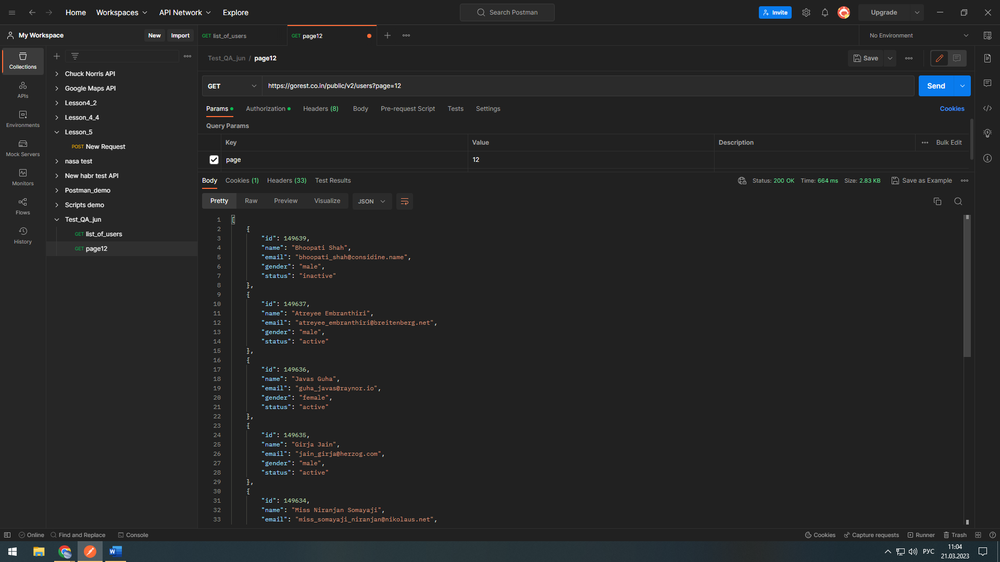 Home Workspaces API Network Explore Search Postman Invite Upgrade
My Workspace New Import GET list_of_users GET page12 No Environment
Test_QA_jun / page12 Save
Collections
APIs
Environments
Mock Servers
Monitors
Flows
History
Chuck Norris API
Google Maps API
Lesson4_2
Lesson_4_4
Lesson_5
POST New Request
nasa test
New habr test API
Postman_demo
Scripts demo
Test_QA_jun
GET list_of_users
GET page12
GET https://gorest.co.in/public/v2/users?page=12 Send
Params Authorization Headers (8) Body Pre-request Script Tests Settings Cookies
Query Params
Key Value Description Bulk Edit
page 12
Body Cookies (1) Headers (33) Test Results Status: 200 OK Time: 664 ms Size: 2.83 KB Save as Example
Pretty Raw Preview Visualize JSON
1 [
2 {
3 "id": 149639,
4 "name": "Bhoopati Shah",
5 "email": "bhoopati_shah@considine.name",
6 "gender": "male",
7 "status": "inactive"
8 },
9 {
10 "id": 149637,
11 "name": "Atreyee Embranthiri",
12 "email": "atreyee_embranthiri@breitenberg.net",
13 "gender": "male",
14 "status": "active"
15 },
16 {
17 "id": 149636,
18 "name": "Javas Guha",
19 "email": "guha_javas@raynor.io",
20 "gender": "female",
21 "status": "active"
22 },
23 {
24 "id": 149635,
25 "name": "Girja Jain",
26 "email": "jain_girja@herzog.com",
27 "gender": "male",
28 "status": "active"
29 },
30 {
31 "id": 149634,
32 "name": "Miss Niranjan Somayaji",
33 "email": "miss_somayaji_niranjan@nikolaus.net",
Online Find and Replace Console Cookies Capture requests Runner Trash
РУС 11:04
21.03.2023